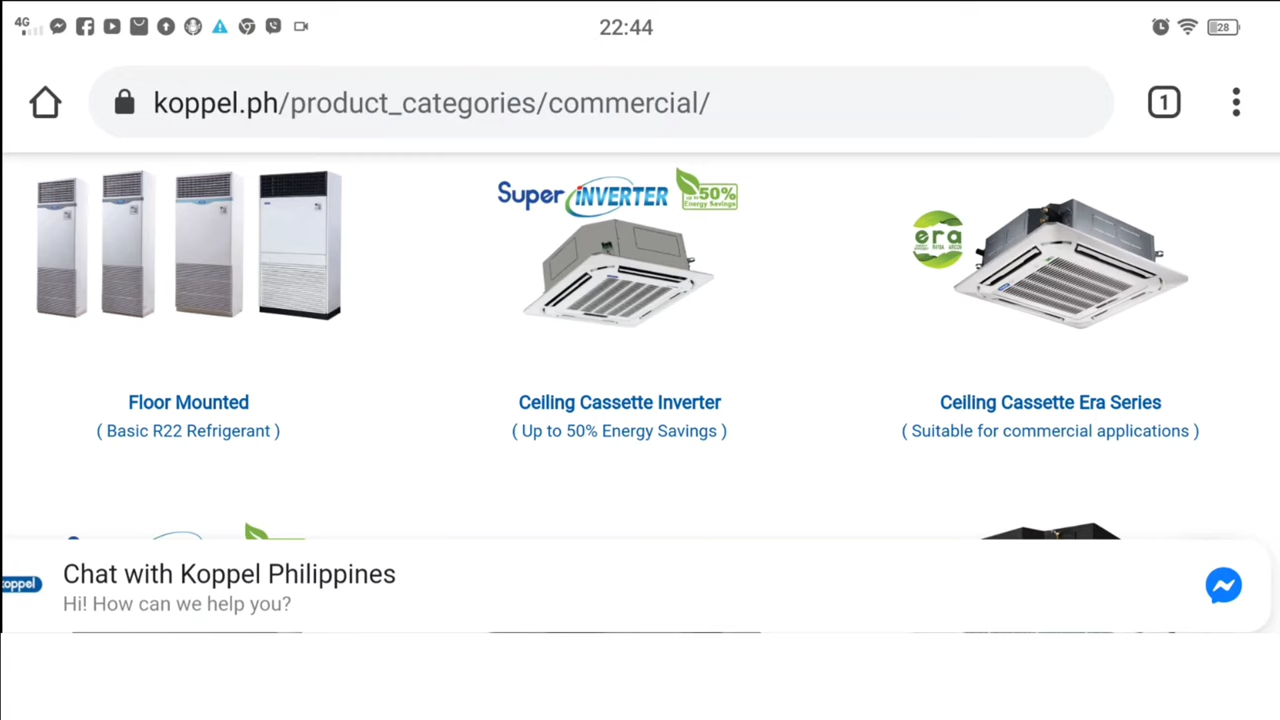 4G
22:44
28
koppel.ph/product_categories/commercial/
1
Super iNVERTER
50%
Energy Savings
era
Floor Mounted
( Basic R22 Refrigerant )
Ceiling Cassette Inverter
( Up to 50% Energy Savings )
Ceiling Cassette Era Series
( Suitable for commercial applications )
koppel
Chat with Koppel Philippines
Hi! How can we help you?